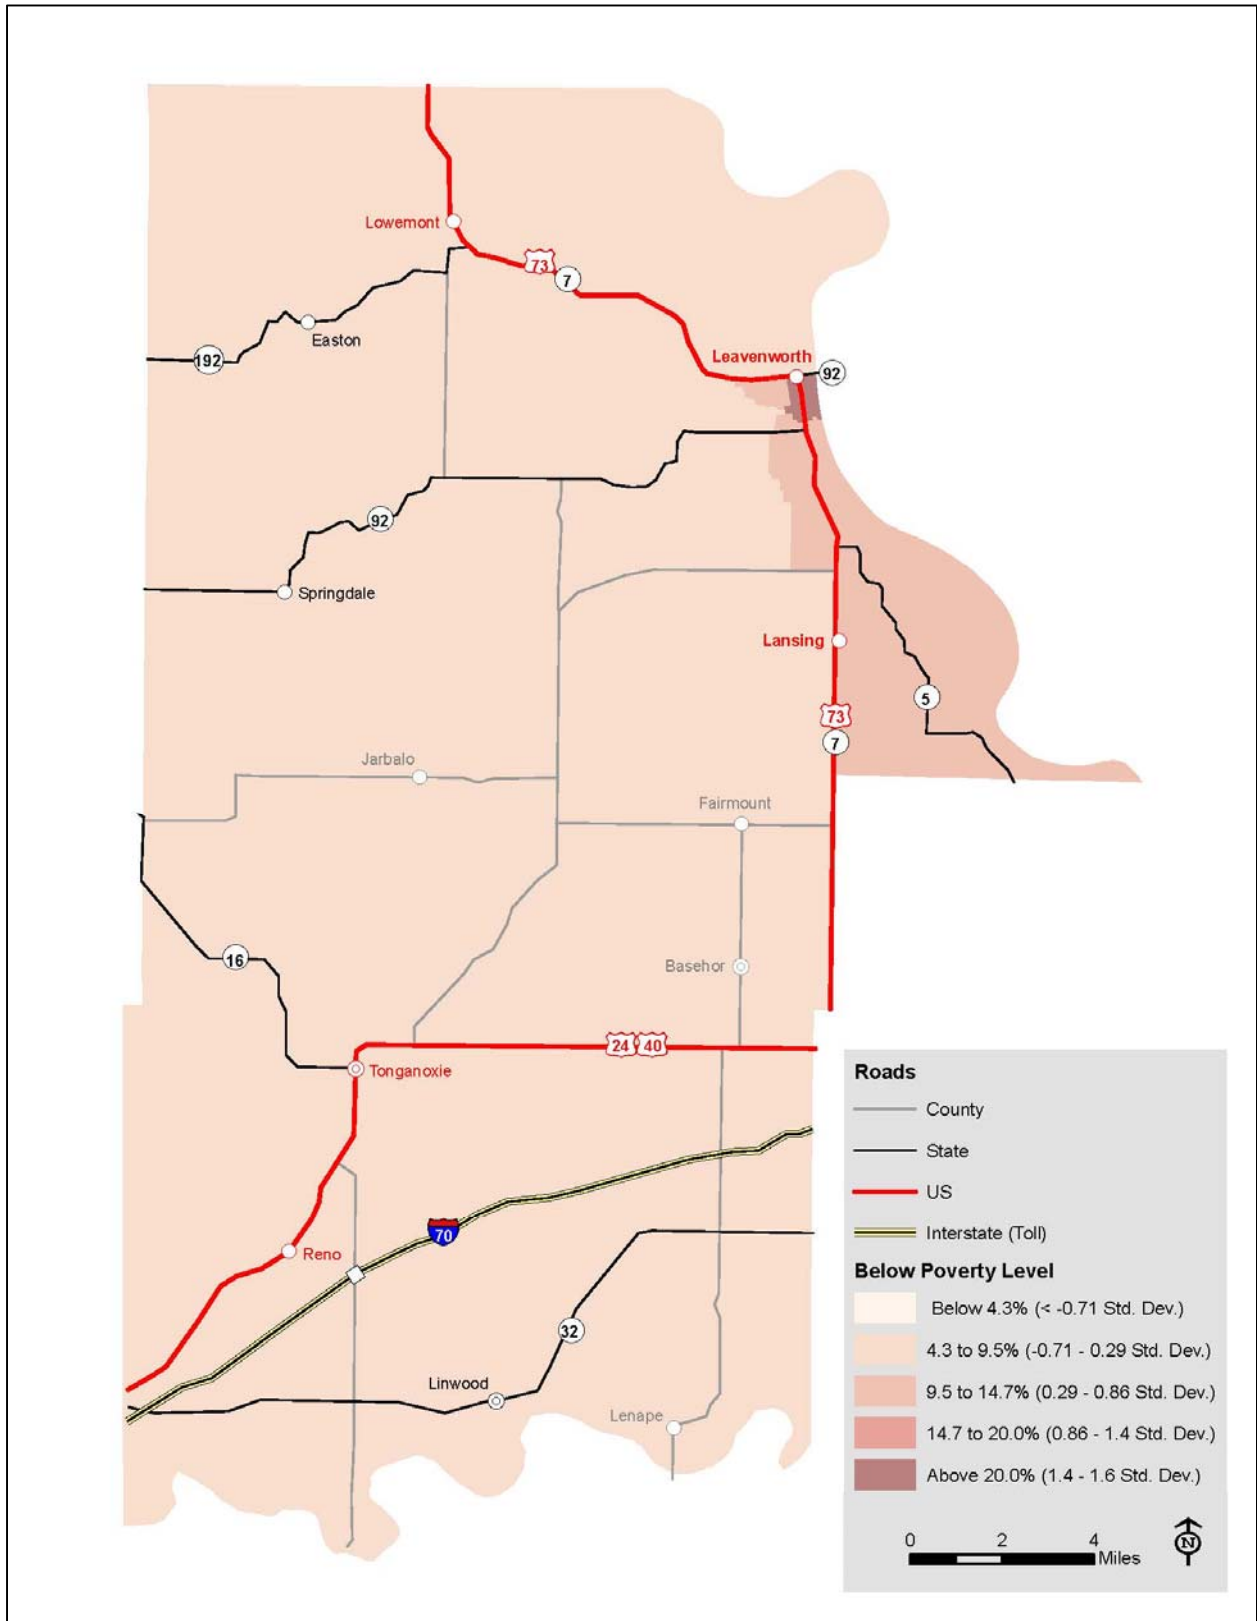 Lowemont
73
7
Easton
192
Leavenworth
92
92
Springdale
Lansing
5
73
7
Jarbalo
Fairmount
16
Basehor
24 40
Tonganoxie
Reno
70
32
Linwood
Lenape
Roads
County
State
US
Interstate (Toll)
Below Poverty Level
Below 4.3% (< -0.71 Std. Dev.)
4.3 to 9.5% (-0.71 - 0.29 Std. Dev.)
9.5 to 14.7% (0.29 - 0.86 Std. Dev.)
14.7 to 20.0% (0.86 - 1.4 Std. Dev.)
Above 20.0% (1.4 - 1.6 Std. Dev.)
0 2 4
Miles
N